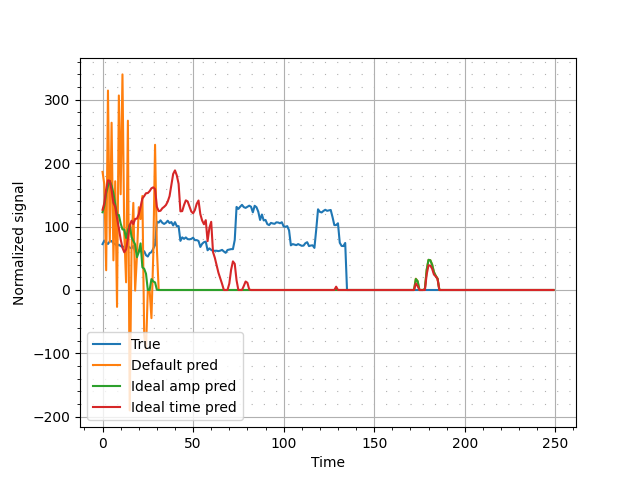 300
200
100
0
−100
−200
Normalized signal
True
Default pred
Ideal amp pred
Ideal time pred
0 50 100 150 200 250
Time